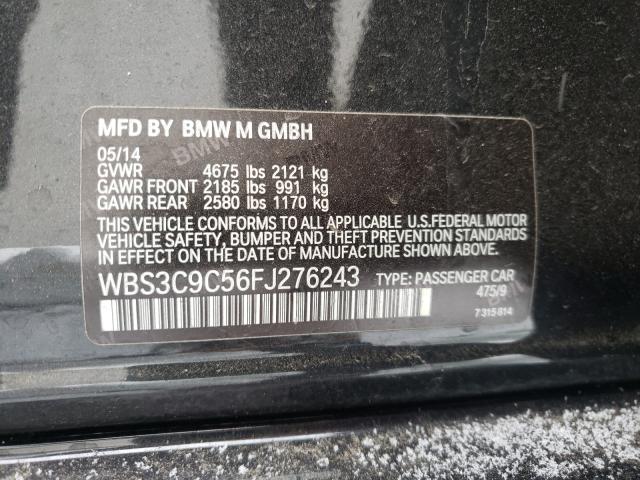 MFD BY BMW M GMBH
05/14
GVWR 4675 lbs 2121 kg
GAWR FRONT 2185 lbs 991 kg
GAWR REAR 2580 lbs 1170 kg
THIS VEHICLE CONFORMS TO ALL APPLICABLE U.S.FEDERAL MOTOR
VEHICLE SAFETY, BUMPER AND THEFT PREVENTION STANDARDS
IN EFFECT ON THE DATE OF MANUFACTURE SHOWN ABOVE.
WBS3C9C56FJ276243 TYPE: PASSENGER CAR
475/9
7315814